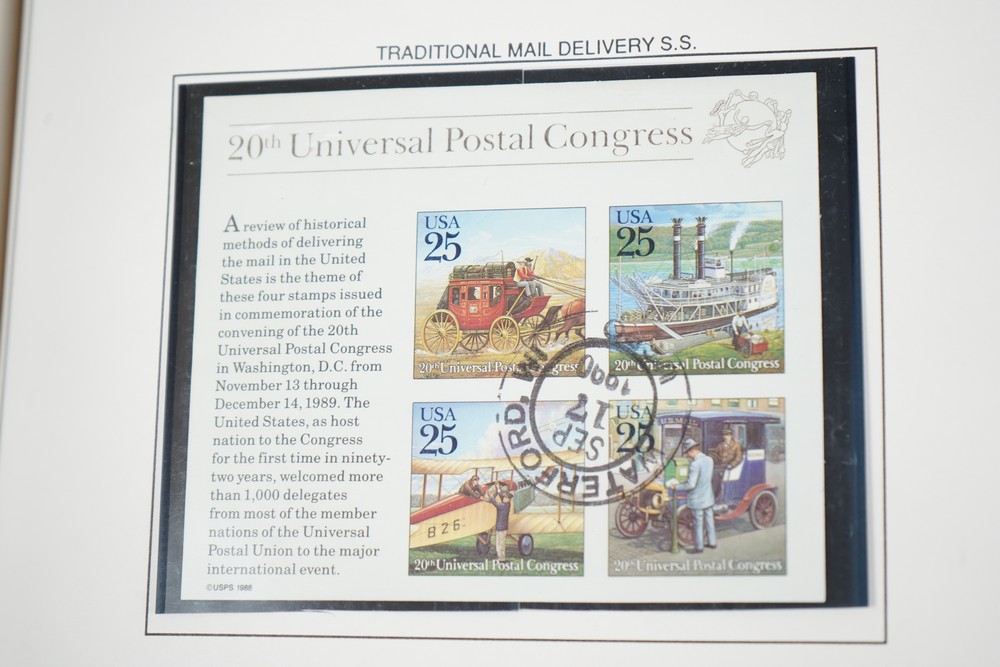 TRADITIONAL MAIL DELIVERY S.S.
20th Universal Postal Congress
A review of historical
methods of delivering
the mail in the United
States is the theme of
these four stamps issued
in commemoration of the
convening of the 20th
Universal Postal Congress
in Washington, D.C. from
November 13 through
December 14, 1989. The
United States, as host
nation to the Congress
for the first time in ninety-
two years, welcomed more
than 1,000 delegates
from most of the member
nations of the Universal
Postal Union to the major
international event.
©USPS 1988
USA
25
20th Universal Postal Congress
USA
25
20th Universal Postal Congress
USA
25
826
20th Universal Postal Congress
USA
25
U.S. MAIL
20th Universal Postal Congress
WATERFORD, MI
SEP
17
1990